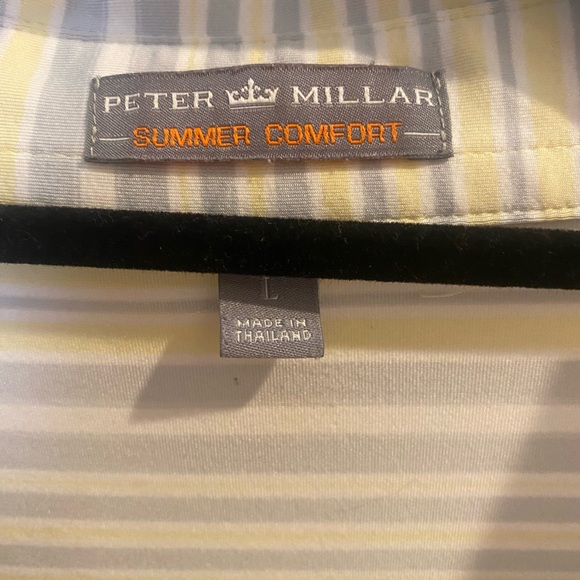 PETER MILLAR
SUMMER COMFORT
L
MADE IN
THAILAND